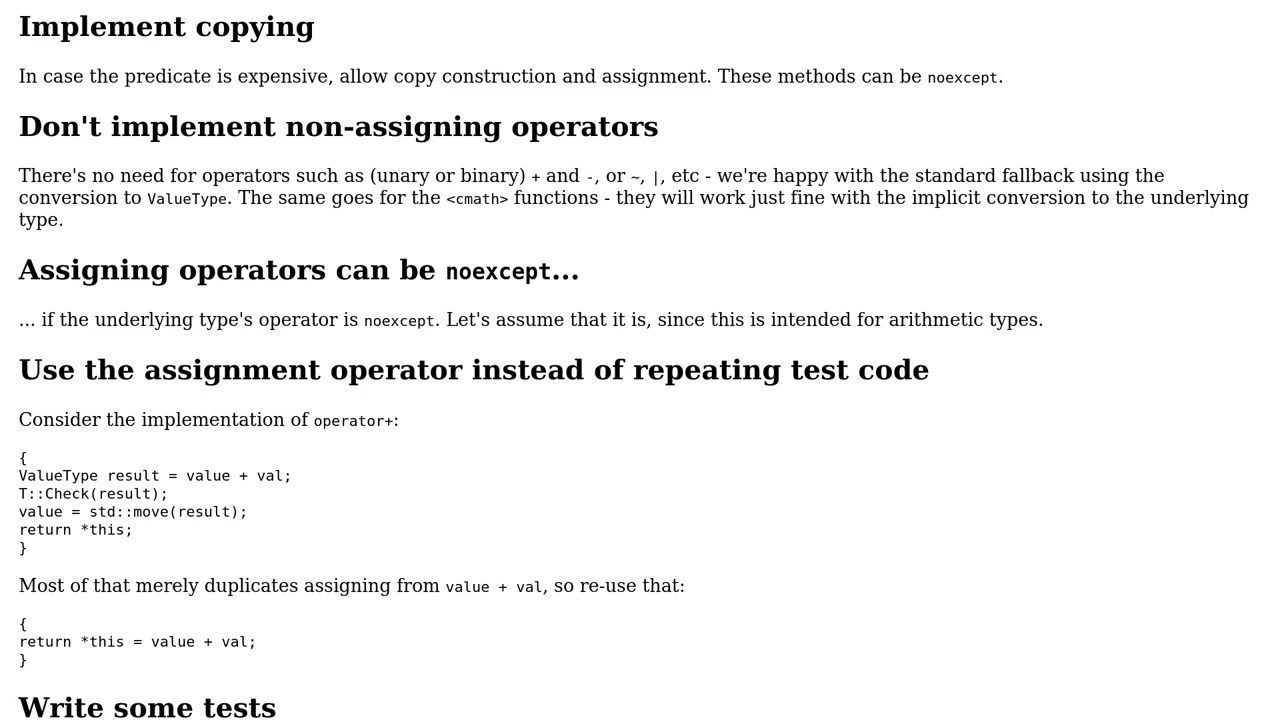 Implement copying
In case the predicate is expensive, allow copy construction and assignment. These methods can be noexcept.
Don't implement non-assigning operators
There's no need for operators such as (unary or binary) + and -, or ~, |, etc - we're happy with the standard fallback using the
conversion to ValueType. The same goes for the <cmath> functions - they will work just fine with the implicit conversion to the underlying
type.
Assigning operators can be noexcept...
... if the underlying type's operator is noexcept. Let's assume that it is, since this is intended for arithmetic types.
Use the assignment operator instead of repeating test code
Consider the implementation of operator+:
{
ValueType result = value + val;
T::Check(result);
value = std::move(result);
return *this;
}
Most of that merely duplicates assigning from value + val, so re-use that:
{
return *this = value + val;
}
Write some tests